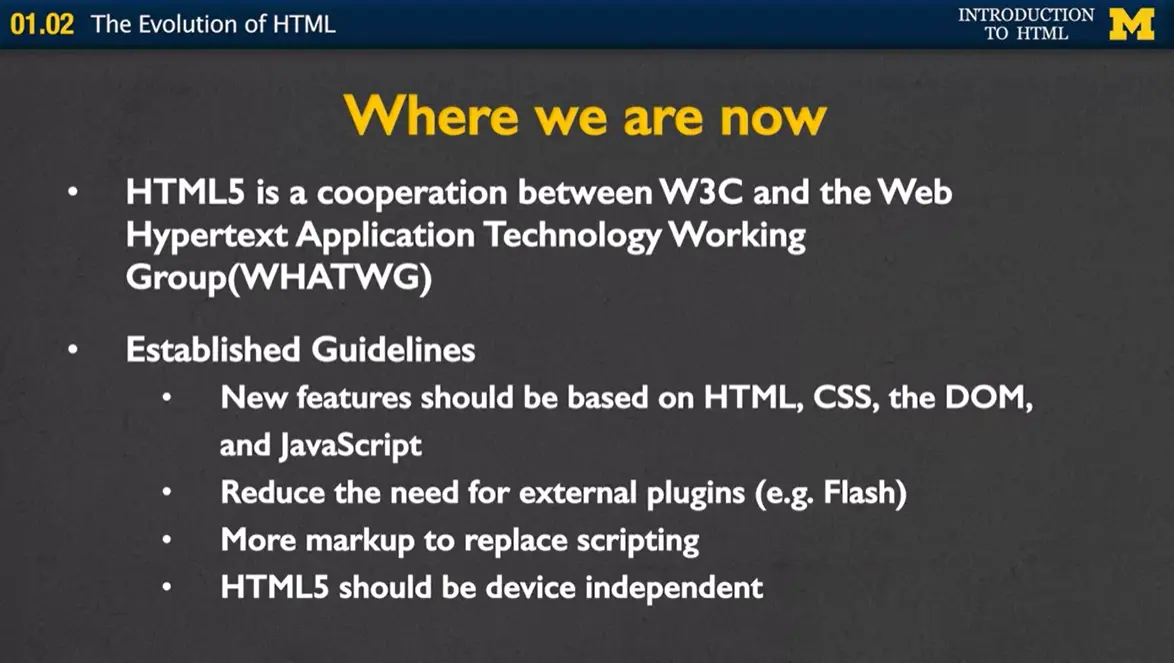 01.02 The Evolution of HTML
INTRODUCTION
TO HTML
M
Where we are now
• HTML5 is a cooperation between W3C and the Web
Hypertext Application Technology Working
Group(WHATWG)
• Established Guidelines
• New features should be based on HTML, CSS, the DOM,
and JavaScript
• Reduce the need for external plugins (e.g. Flash)
• More markup to replace scripting
• HTML5 should be device independent